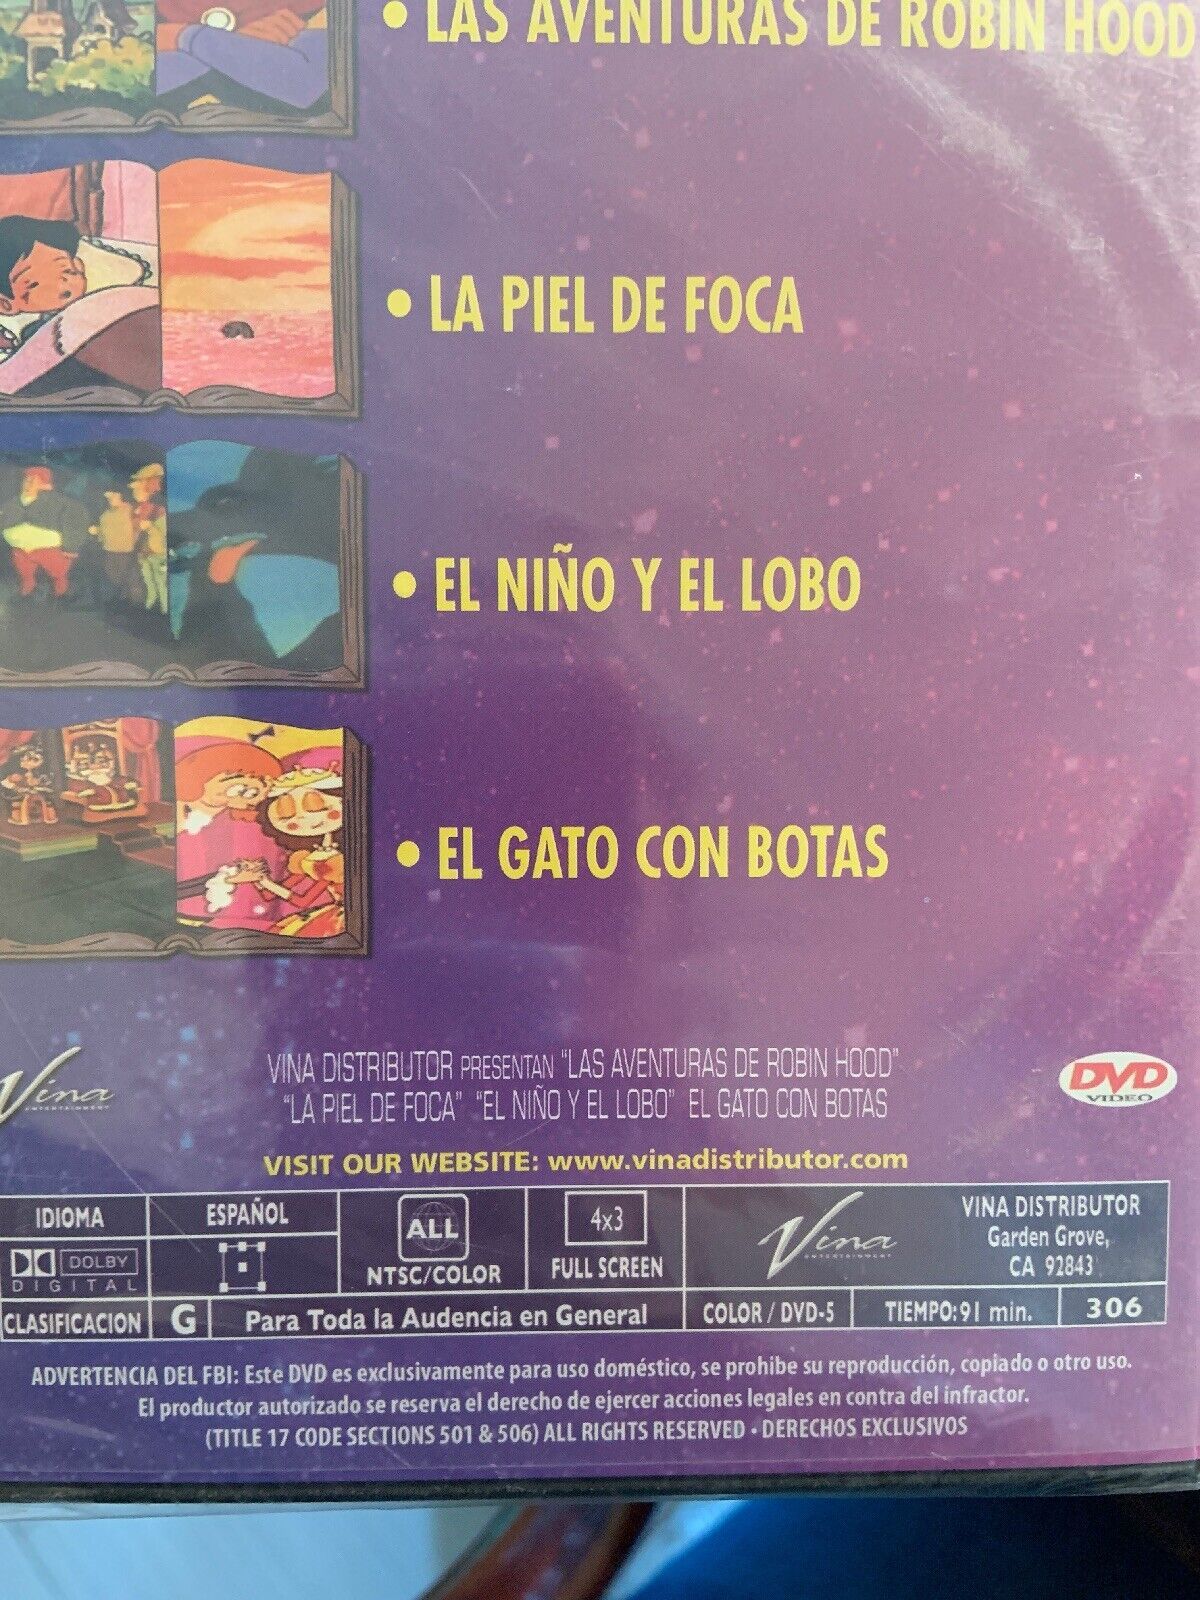 • LAS AVENTURAS DE ROBIN HOOD
• LA PIEL DE FOCA
• EL NIÑO Y EL LOBO
• EL GATO CON BOTAS
Vina
ENTERTAINMENT
VINA DISTRIBUTOR PRESENTAN "LAS AVENTURAS DE ROBIN HOOD"
"LA PIEL DE FOCA" "EL NIÑO Y EL LOBO" EL GATO CON BOTAS
DVD
VIDEO
VISIT OUR WEBSITE: www.vinadistributor.com
IDIOMA
ESPAÑOL
DOLBY
DIGITAL
ALL
NTSC/COLOR
4x3
FULL SCREEN
Vina
ENTERTAINMENT
VINA DISTRIBUTOR
Garden Grove,
CA 92843
CLASIFICACION
G
Para Toda la Audencia en General
COLOR / DVD-5
TIEMPO:91 min.
306
ADVERTENCIA DEL FBI: Este DVD es exclusivamente para uso doméstico, se prohibe su reproducción, copiado o otro uso.
El productor autorizado se reserva el derecho de ejercer acciones legales en contra del infractor.
(TITLE 17 CODE SECTIONS 501 & 506) ALL RIGHTS RESERVED • DERECHOS EXCLUSIVOS